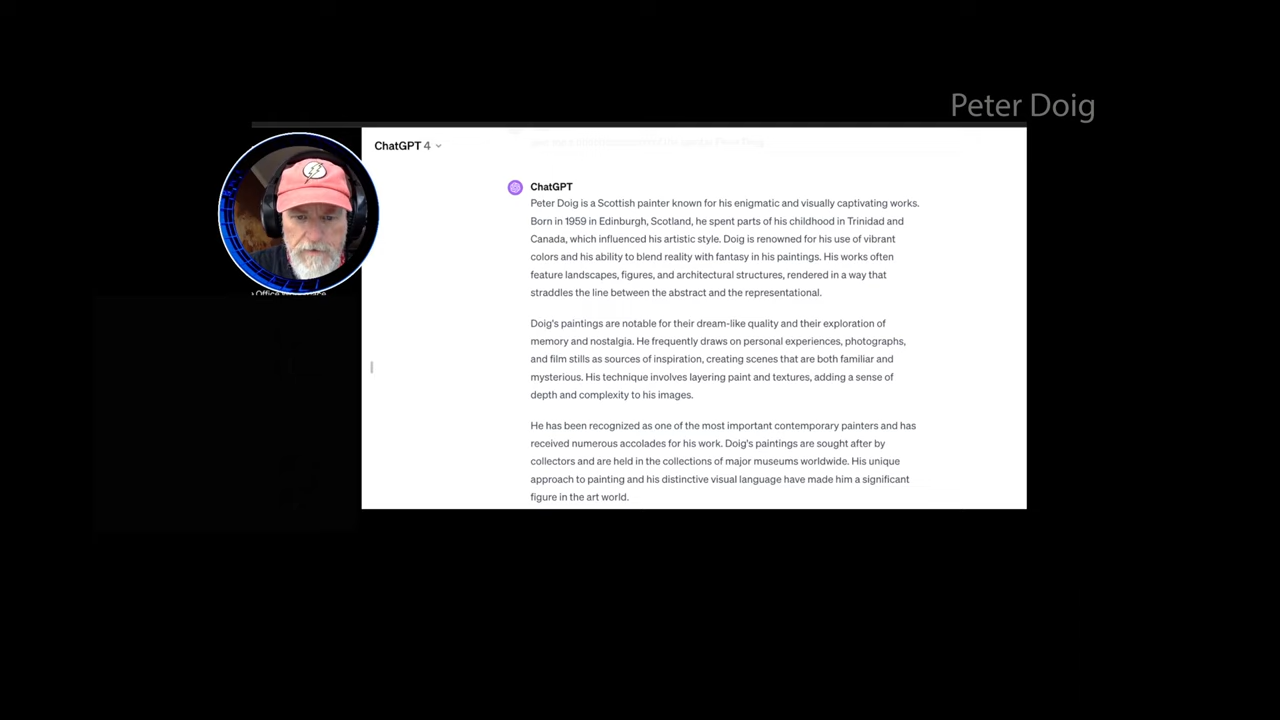 Peter Doig
ChatGPT 4
ChatGPT
Peter Doig is a Scottish painter known for his enigmatic and visually captivating works.
Born in 1959 in Edinburgh, Scotland, he spent parts of his childhood in Trinidad and
Canada, which influenced his artistic style. Doig is renowned for his use of vibrant
colors and his ability to blend reality with fantasy in his paintings. His works often
feature landscapes, figures, and architectural structures, rendered in a way that
straddles the line between the abstract and the representational.
Doig's paintings are notable for their dream-like quality and their exploration of
memory and nostalgia. He frequently draws on personal experiences, photographs,
and film stills as sources of inspiration, creating scenes that are both familiar and
mysterious. His technique involves layering paint and textures, adding a sense of
depth and complexity to his images.
He has been recognized as one of the most important contemporary painters and has
received numerous accolades for his work. Doig's paintings are sought after by
collectors and are held in the collections of major museums worldwide. His unique
approach to painting and his distinctive visual language have made him a significant
figure in the art world.
Office